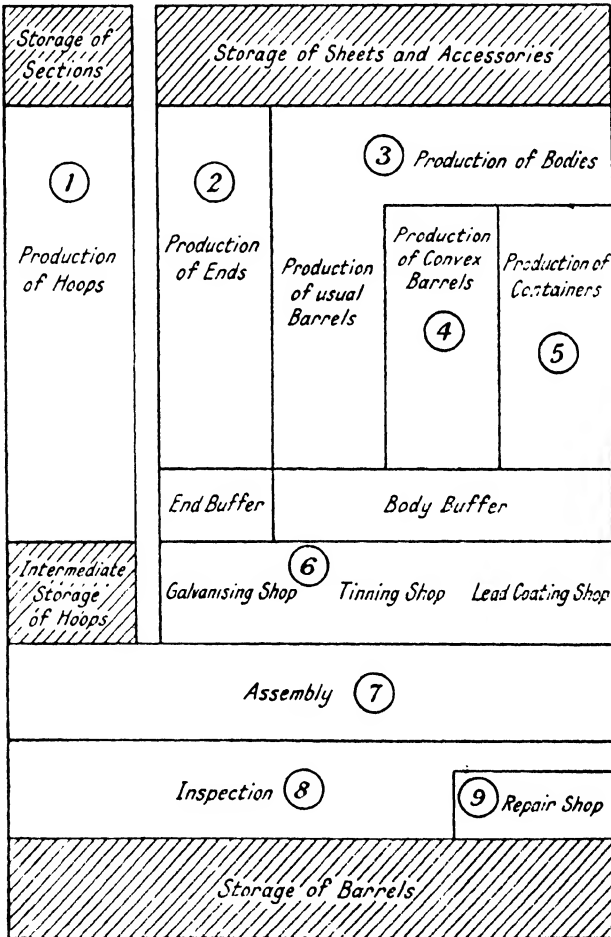 Storage of
Sections
Storage of Sheets and Accessories
1
Production
of Hoops
2
Production
of Ends
3 Production of Bodies
Production
of usual
Barrels
Production
of Convex
Barrels
4
Production of
Containers
5
End Buffer
Body Buffer
Intermediate
Storage
of Hoops
6
Galvanising Shop
Tinning Shop
Lead Coating Shop
Assembly 7
Inspection 8
9 Repair Shop
Storage of Barrels